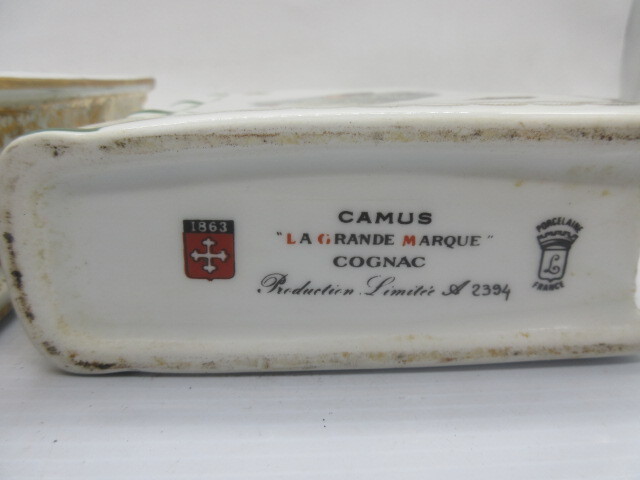 1863
CAMUS
"LA GRANDE MARQUE"
COGNAC
Production Limitée A 2394
PORCELAINE
L
FRANCE